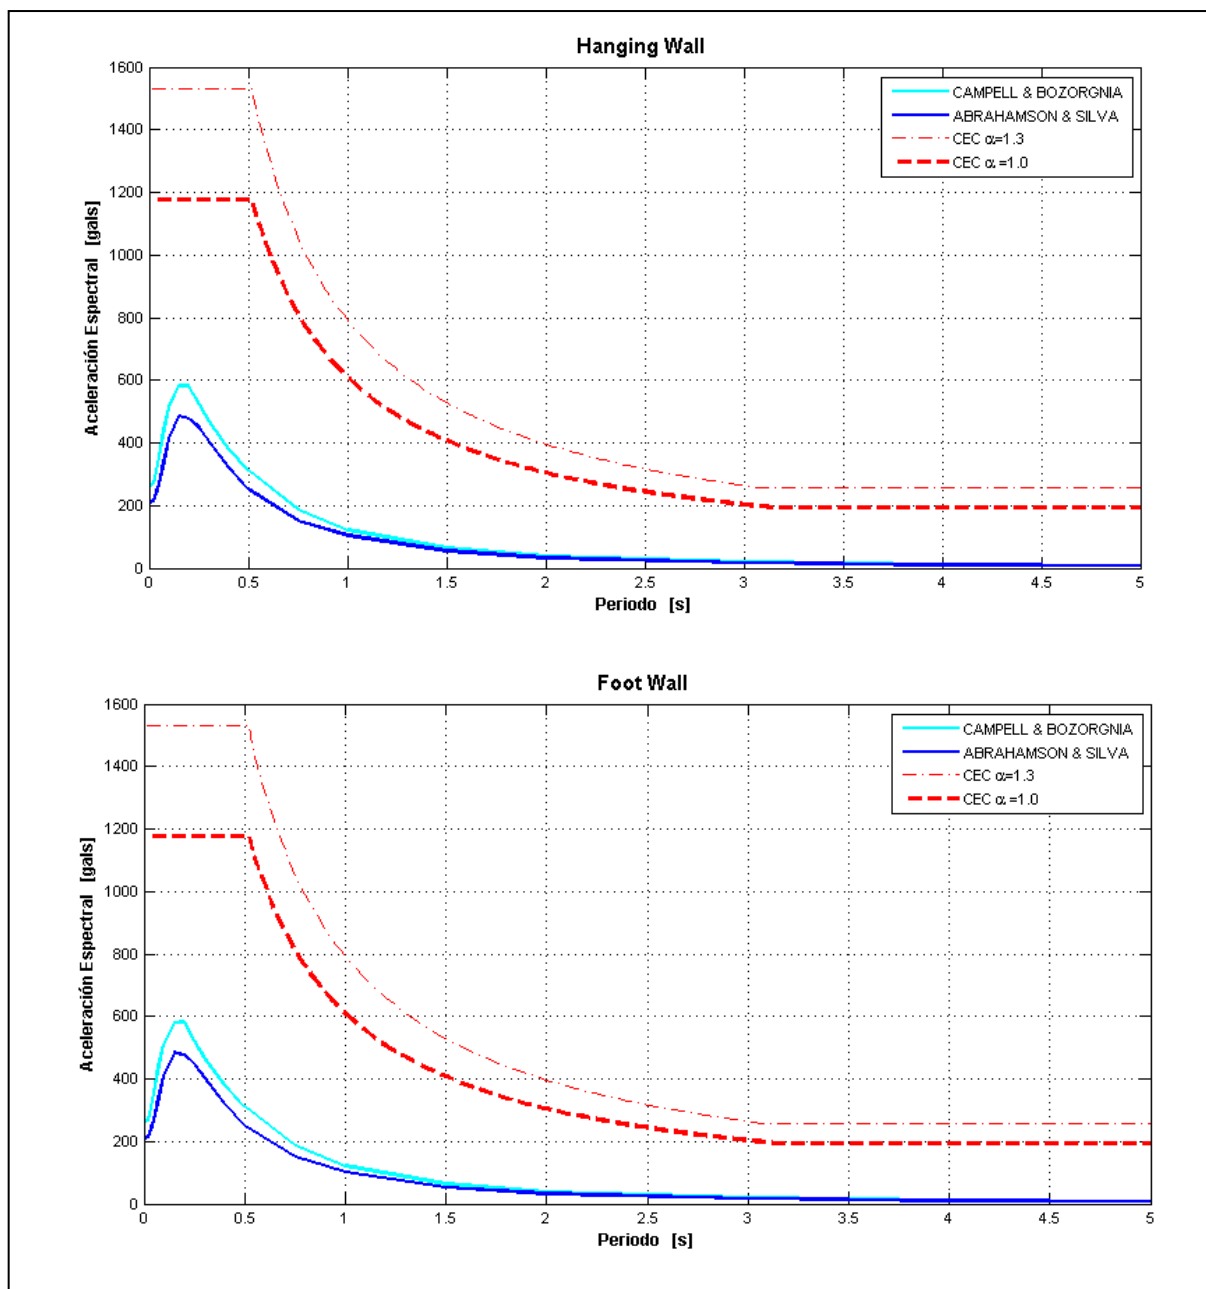 Hanging Wall
1600
1400
1200
1000
800
600
400
200
0
Aceleración Espectral [gals]
CAMPELL & BOZORGNIA
ABRAHAMSON & SILVA
CEC α=1.3
CEC α =1.0
0 0.5 1 1.5 2 2.5 3 3.5 4 4.5 5
Periodo [s]
Foot Wall
1600
1400
1200
1000
800
600
400
200
0
Aceleración Espectral [gals]
CAMPELL & BOZORGNIA
ABRAHAMSON & SILVA
CEC α=1.3
CEC α =1.0
0 0.5 1 1.5 2 2.5 3 3.5 4 4.5 5
Periodo [s]